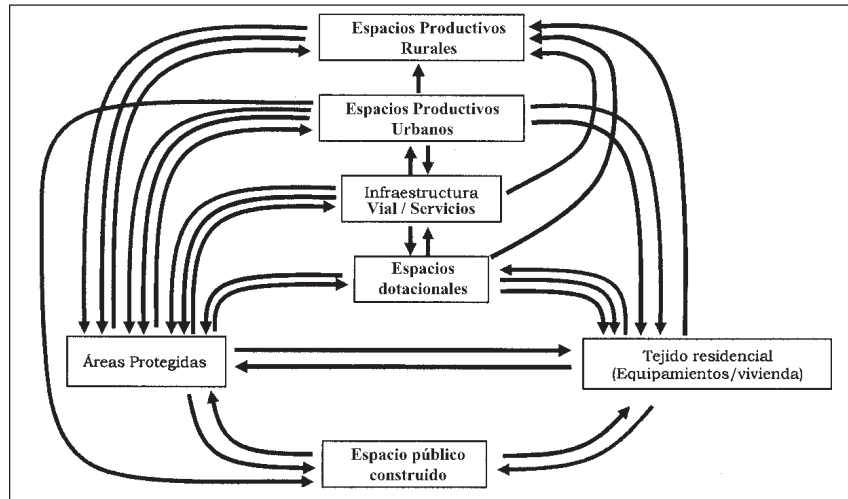 Espacios Productivos
Rurales
Espacios Productivos
Urbanos
Infraestructura
Vial / Servicios
Espacios
dotacionales
Áreas Protegidas
Tejido residencial
(Equipamientos/vivienda)
Espacio público
construido